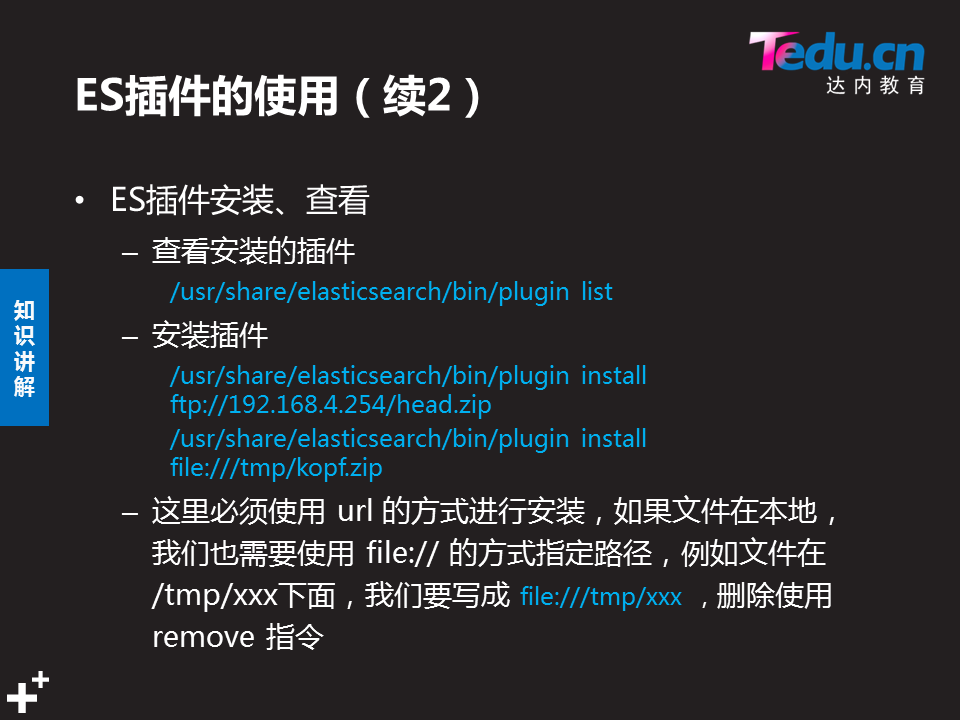 Tedu.cn
达内教育
ES插件的使用（续2）
• ES插件安装、查看
– 查看安装的插件
/usr/share/elasticsearch/bin/plugin list
– 安装插件
/usr/share/elasticsearch/bin/plugin install
ftp://192.168.4.254/head.zip
/usr/share/elasticsearch/bin/plugin install
file:///tmp/kopf.zip
– 这里必须使用 url 的方式进行安装，如果文件在本地，
我们也需要使用 file:// 的方式指定路径，例如文件在
/tmp/xxx下面，我们要写成 file:///tmp/xxx ，删除使用
remove 指令
知
识
讲
解